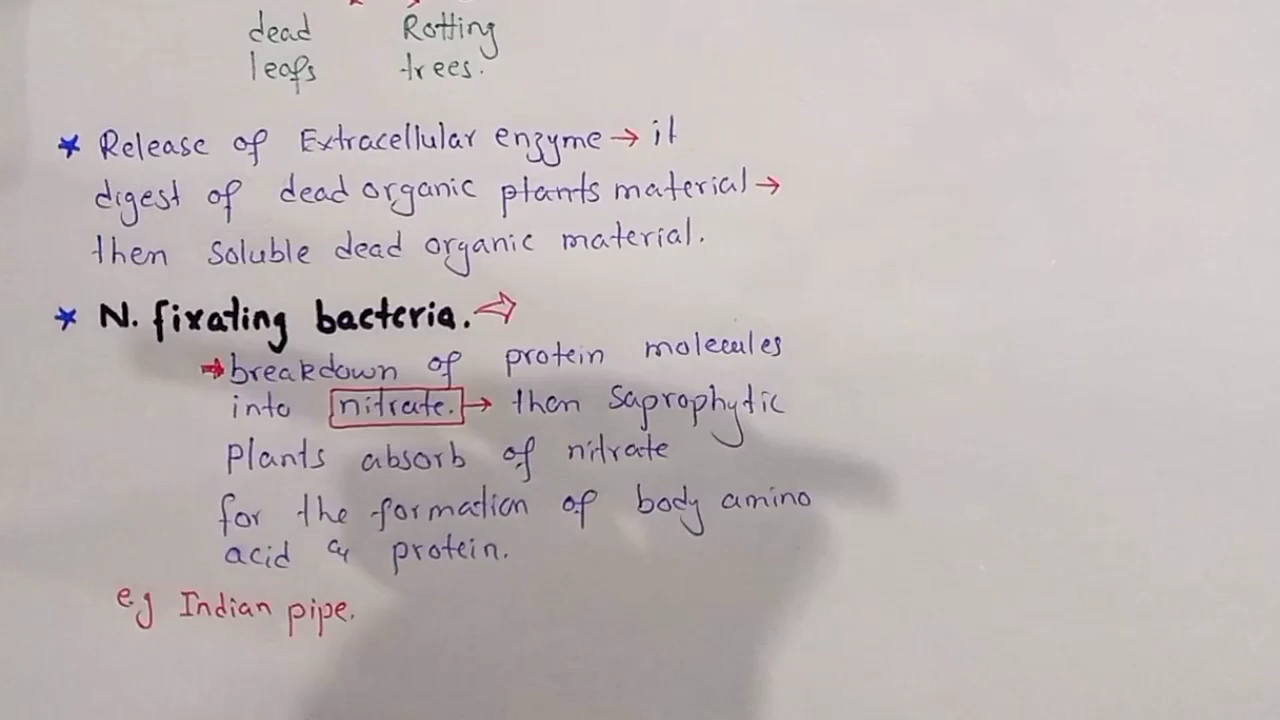 dead Rotting
leafs trees.
* Release of Extracellular enzyme → it
digest of dead organic plants material →
then soluble dead organic material.
* N. fixating bacteria. ⇨
→ breakdown of protein molecules
into nitrate. → then Saprophytic
plants absorb of nitrate
for the formation of body amino
acid & protein.
e.g Indian pipe.